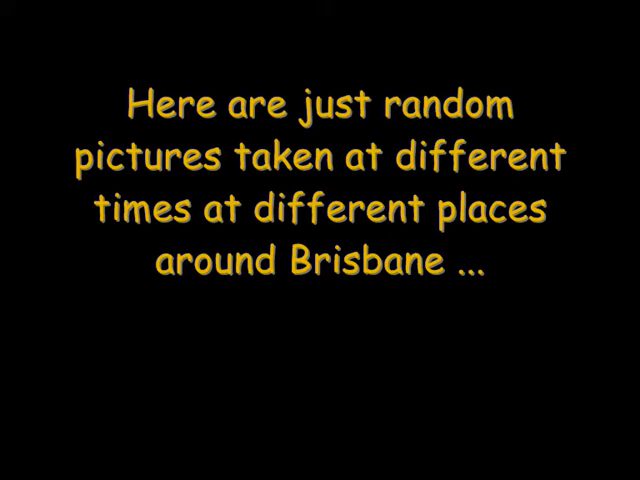 Here are just random
pictures taken at different
times at different places
around Brisbane ...